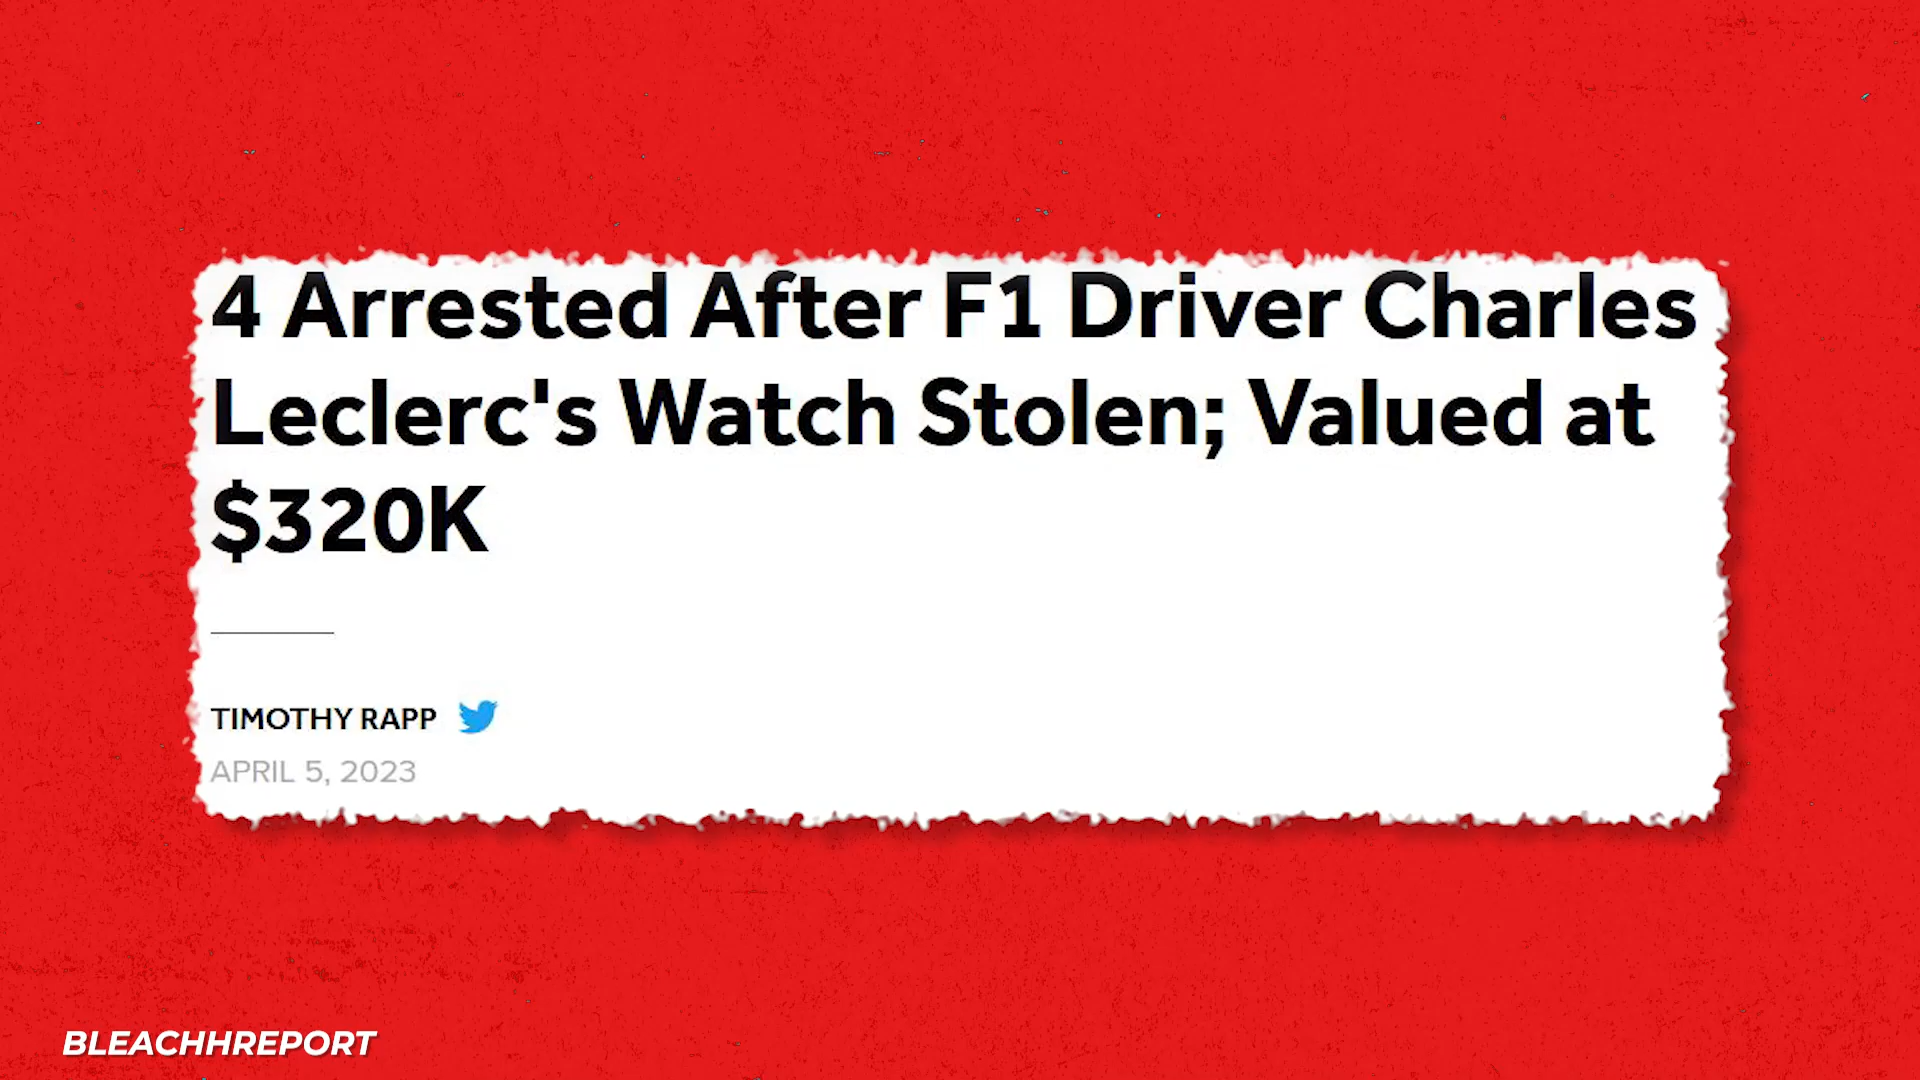 4 Arrested After F1 Driver Charles
Leclerc's Watch Stolen; Valued at
$320K
TIMOTHY RAPP
APRIL 5, 2023
BLEACHHREPORT